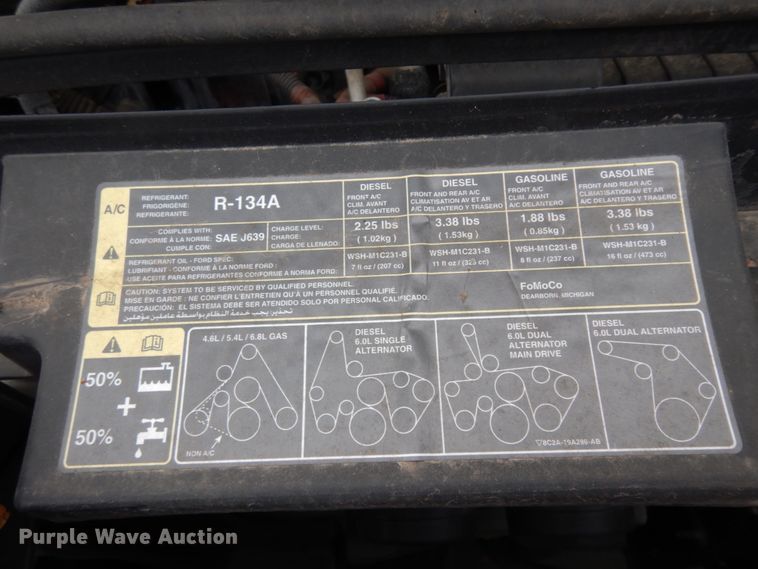 A/C
REFRIGERANT:
FRIGORIGÈNE:
REFRIGERANTE:
R-134A
DIESEL
FRONT A/C
CLIM. AVANT
A/C DELANTERO
DIESEL
FRONT AND REAR A/C
CLIMATISATION AV ET AR
A/C DELANTERO Y TRASERO
GASOLINE
FRONT A/C
CLIM. AVANT
A/C DELANTERO
GASOLINE
FRONT AND REAR A/C
CLIMATISATION AV ET AR
A/C DELANTERO Y TRASERO
COMPLIES WITH:
CONFORME À LA NORME:
CUMPLE CON:
SAE J639
CHARGE LEVEL:
CHARGE:
CARGA DE LLENADO:
2.25 lbs
(1.02kg)
3.38 lbs
(1.53kg)
1.88 lbs
(0.85kg)
3.38 lbs
(1.53 kg)
REFRIGERANT OIL - FORD SPEC:
LUBRIFIANT - CONFORME À LA NORME FORD:
USE ACEITE PARA REFRIGERANTES CONFORME NORMA FORD:
WSH-M1C231-B
7 fl oz / (207 cc)
WSH-M1C231-B
11 fl oz / (325 cc)
WSH-M1C231-B
8 fl oz / (237 cc)
WSH-M1C231-B
16 fl oz / (473 cc)
CAUTION: SYSTEM TO BE SERVICED BY QUALIFIED PERSONNEL.
MISE EN GARDE : NE CONFIER L'ENTRETIEN QU'À UN PERSONNEL QUALIFIÉ.
PRECAUCIÓN: EL SISTEMA DEBE SER ATENDIDO SOLO POR PERSONAL CALIFICADO.
تحذير: يجب خدمة النظام بواسطة عاملين مؤهلين
FoMoCo
DEARBORN, MICHIGAN
50%
+
50%
4.6L / 5.4L / 6.8L GAS
NON A/C
DIESEL
6.0L SINGLE
ALTERNATOR
DIESEL
6.0L DUAL
ALTERNATOR
MAIN DRIVE
DIESEL
6.0L DUAL ALTERNATOR
8C2A-19A286-AB
Purple Wave Auction